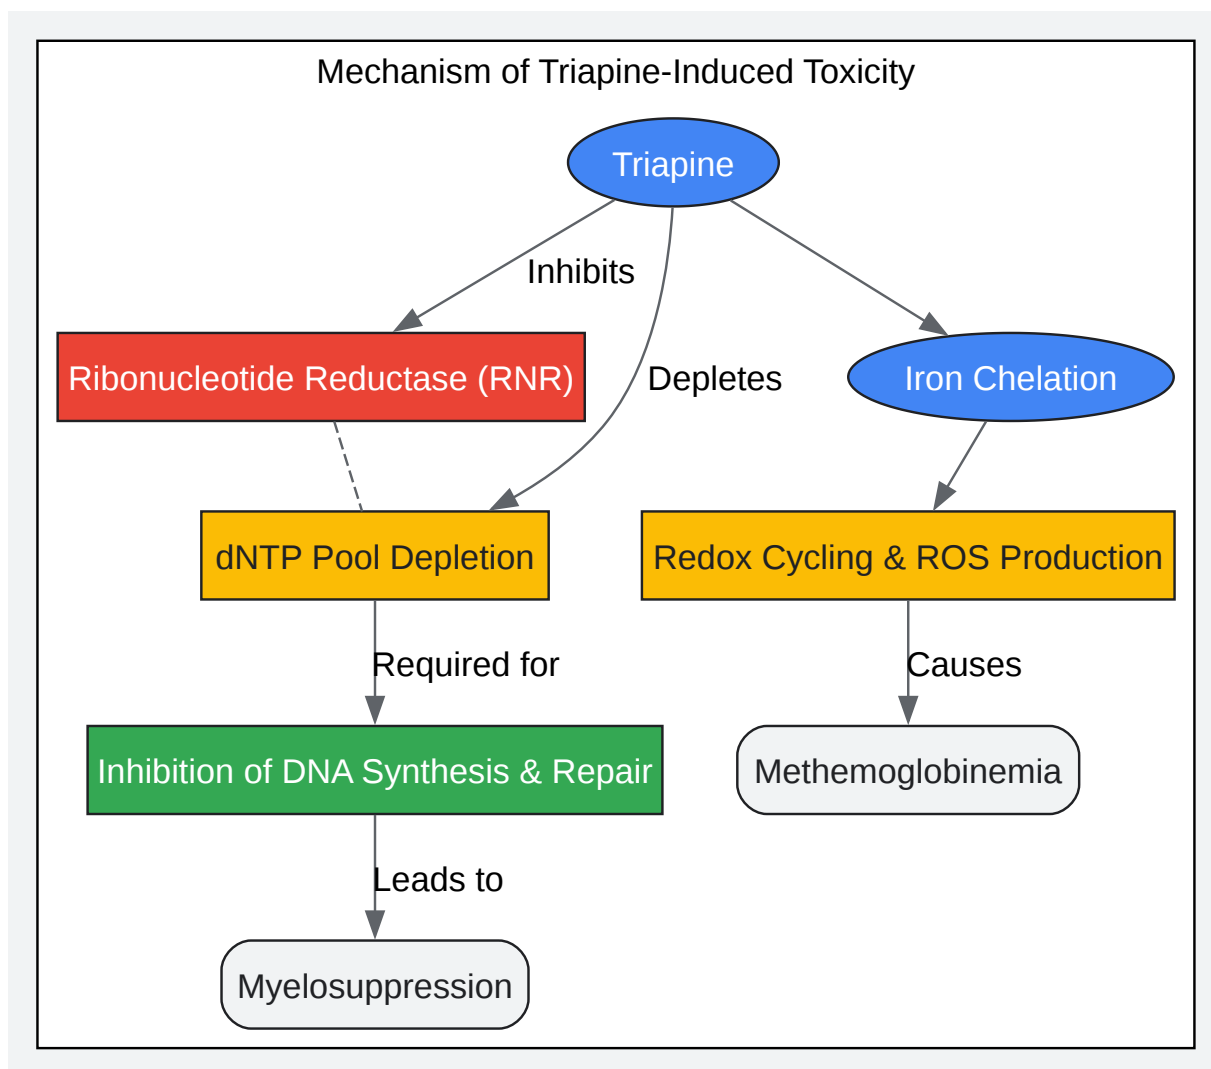 Mechanism of Triapine-Induced Toxicity
Triapine
Inhibits
Ribonucleotide Reductase (RNR)
Depletes
Iron Chelation
dNTP Pool Depletion
Redox Cycling & ROS Production
Required for
Causes
Inhibition of DNA Synthesis & Repair
Methemoglobinemia
Leads to
Myelosuppression